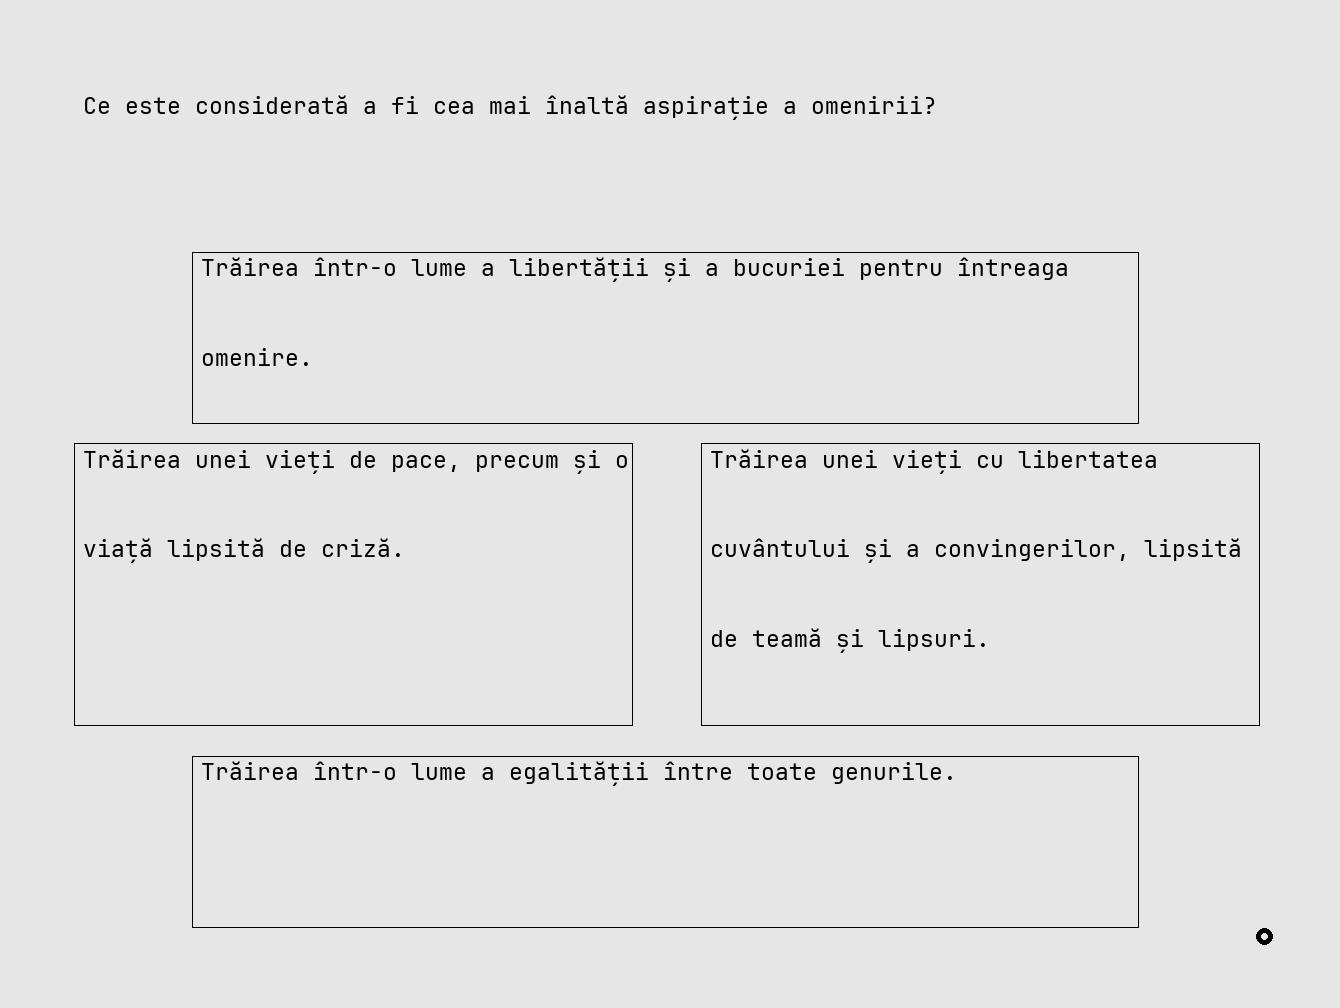 Ce este considerată a fi cea mai înaltă aspirație a omenirii?
Trăirea într-o lume a libertății și a bucuriei pentru întreaga
omenire.
Trăirea unei vieți de pace, precum și o
viață lipsită de criză.
Trăirea unei vieți cu libertatea
cuvântului și a convingerilor, lipsită
de teamă și lipsuri.
Trăirea într-o lume a egalității între toate genurile.